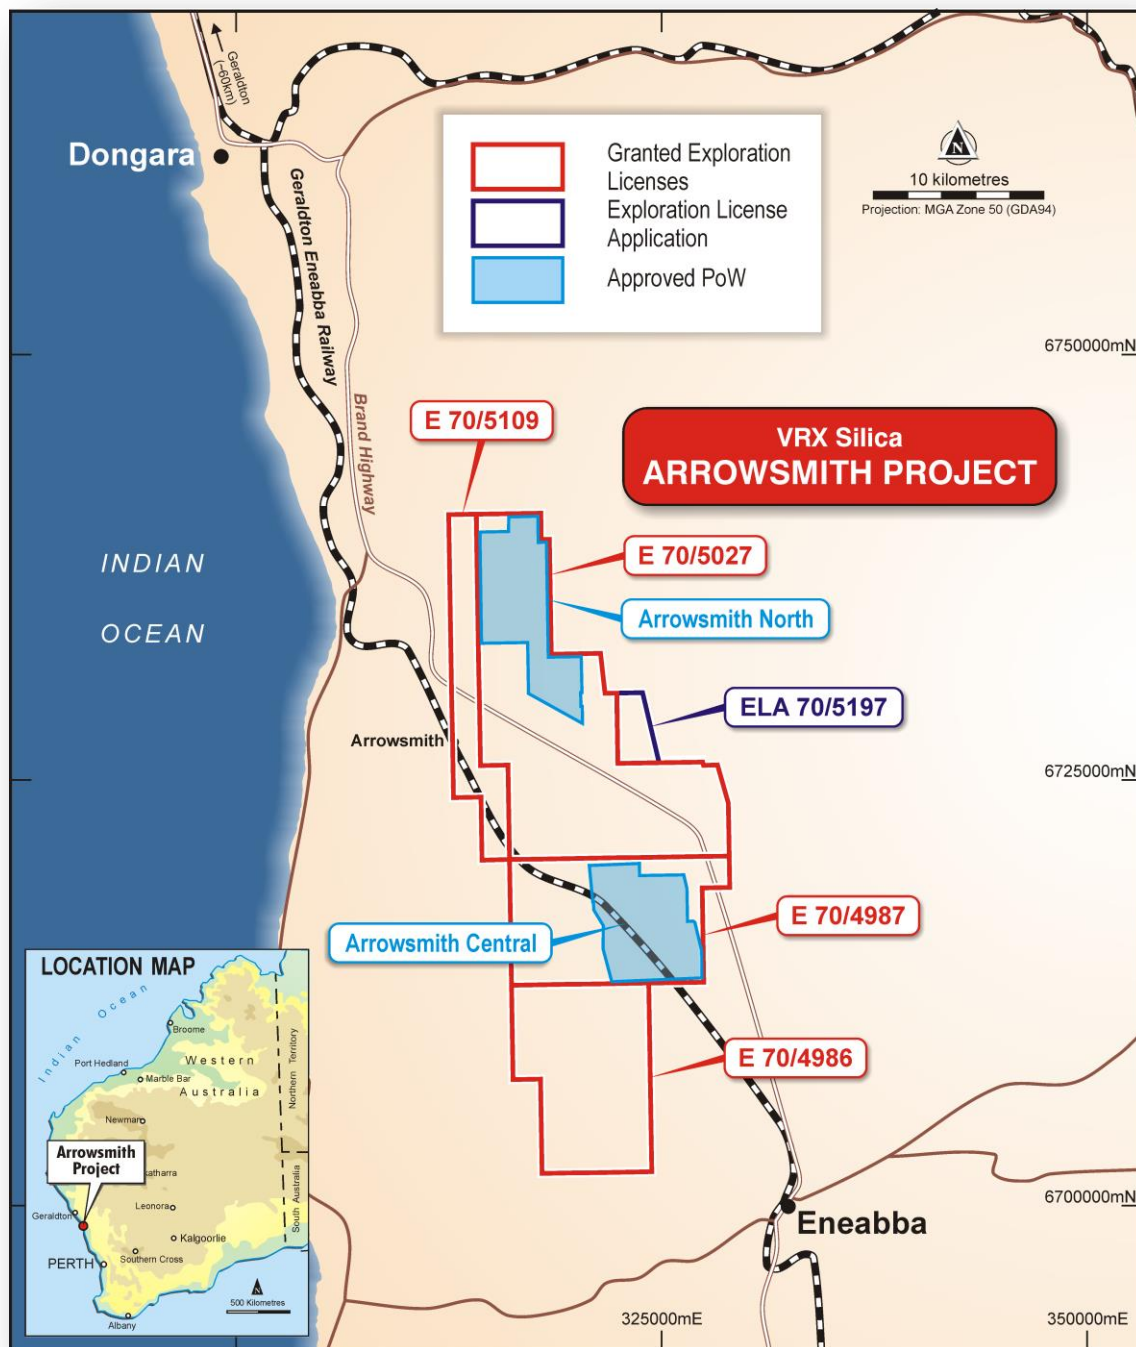 Geraldton
(~60km)
Dongara
Granted Exploration
Licenses
Exploration License
Application
Approved PoW
N
10 kilometres
Projection: MGA Zone 50 (GDA94)
Geraldton Eneabba Railway
Brand Highway
6750000mN
E 70/5109
VRX Silica
ARROWSMITH PROJECT
INDIAN
OCEAN
E 70/5027
Arrowsmith North
ELA 70/5197
Arrowsmith
6725000mN
E 70/4987
Arrowsmith Central
E 70/4986
6700000mN
Eneabba
325000mE
350000mE
LOCATION MAP
Indian Ocean
Broome
Port Hedland
Marble Bar
Western
Australia
Northern Territory
Newman
Arrowsmith
Project
katharra
South Australia
Geraldton
Leonora
Kalgoorlie
Southern Cross
PERTH
N
500 Kilometres
Albany